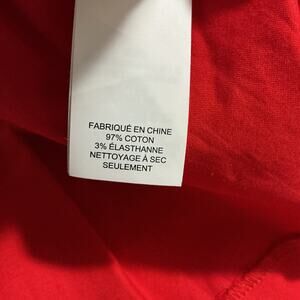 FABRIQUÉ EN CHINE
97% COTON
3% ÉLASTHANNE
NETTOYAGE À SEC
SEULEMENT